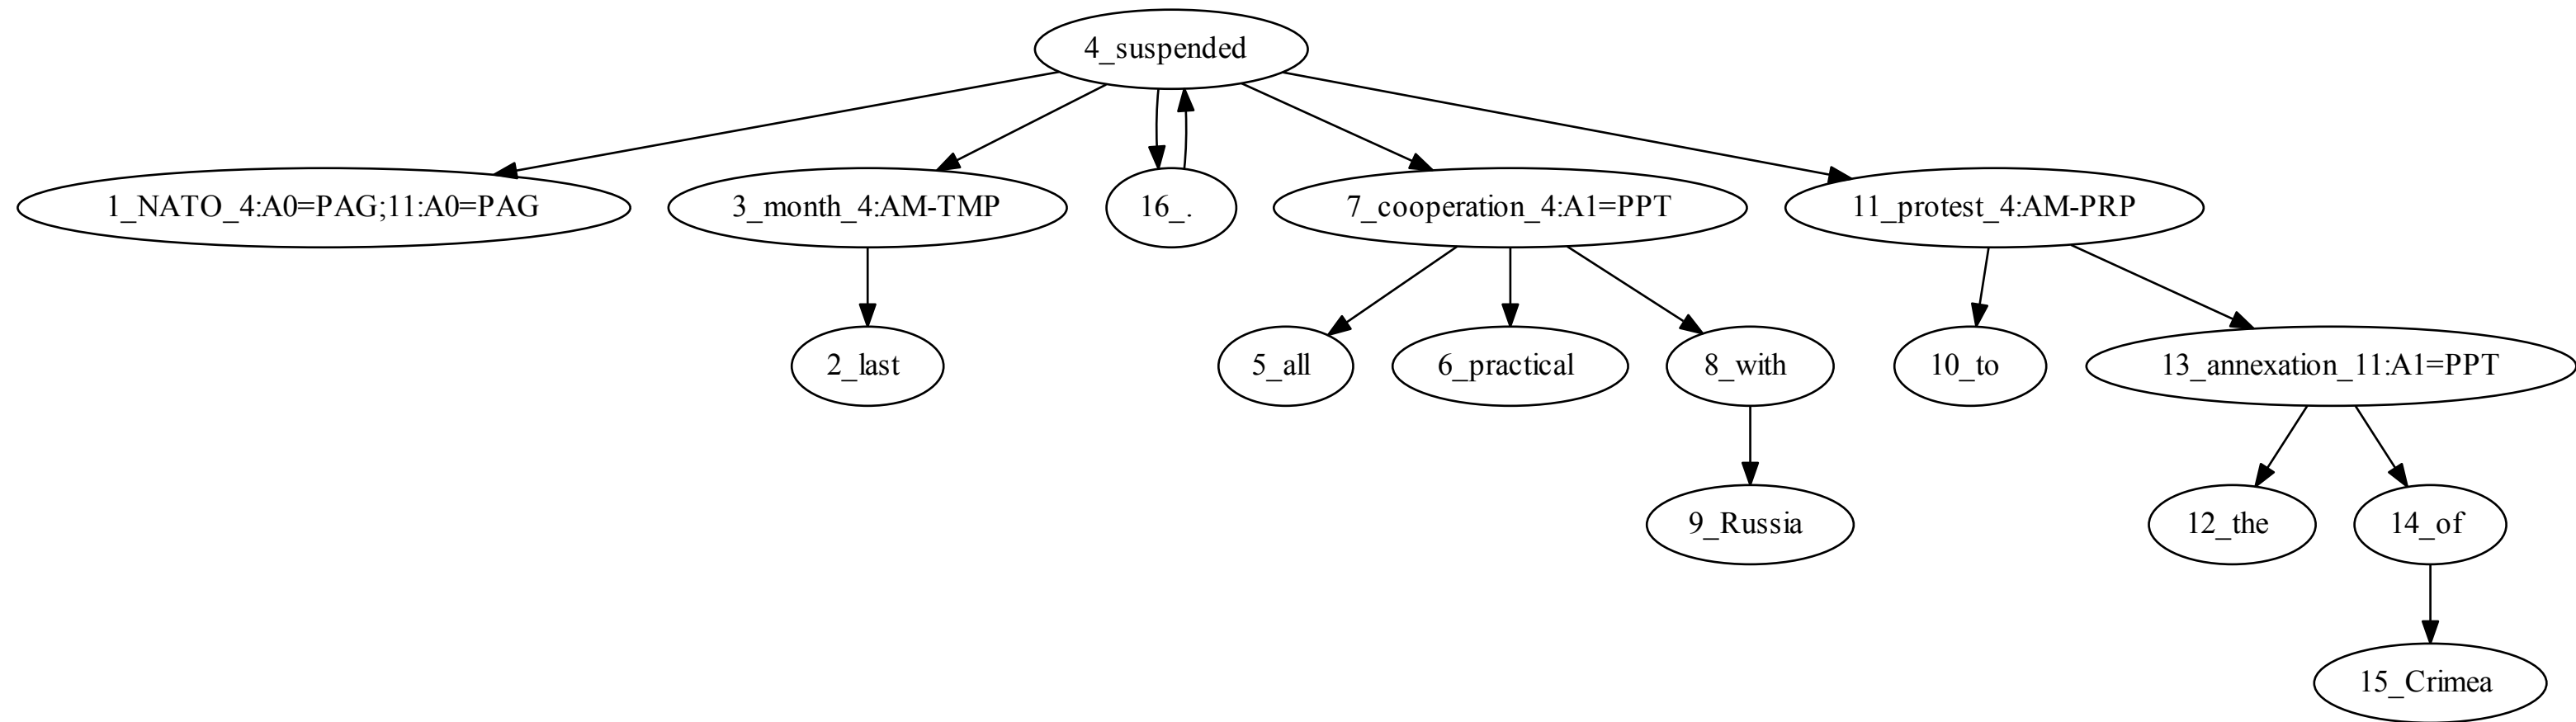 4_suspended
1_NATO_4:A0=PAG;11:A0=PAG
3_month_4:AM-TMP
16_.
7_cooperation_4:A1=PPT
11_protest_4:AM-PRP
2_last
5_all
6_practical
8_with
10_to
13_annexation_11:A1=PPT
9_Russia
12_the
14_of
15_Crimea